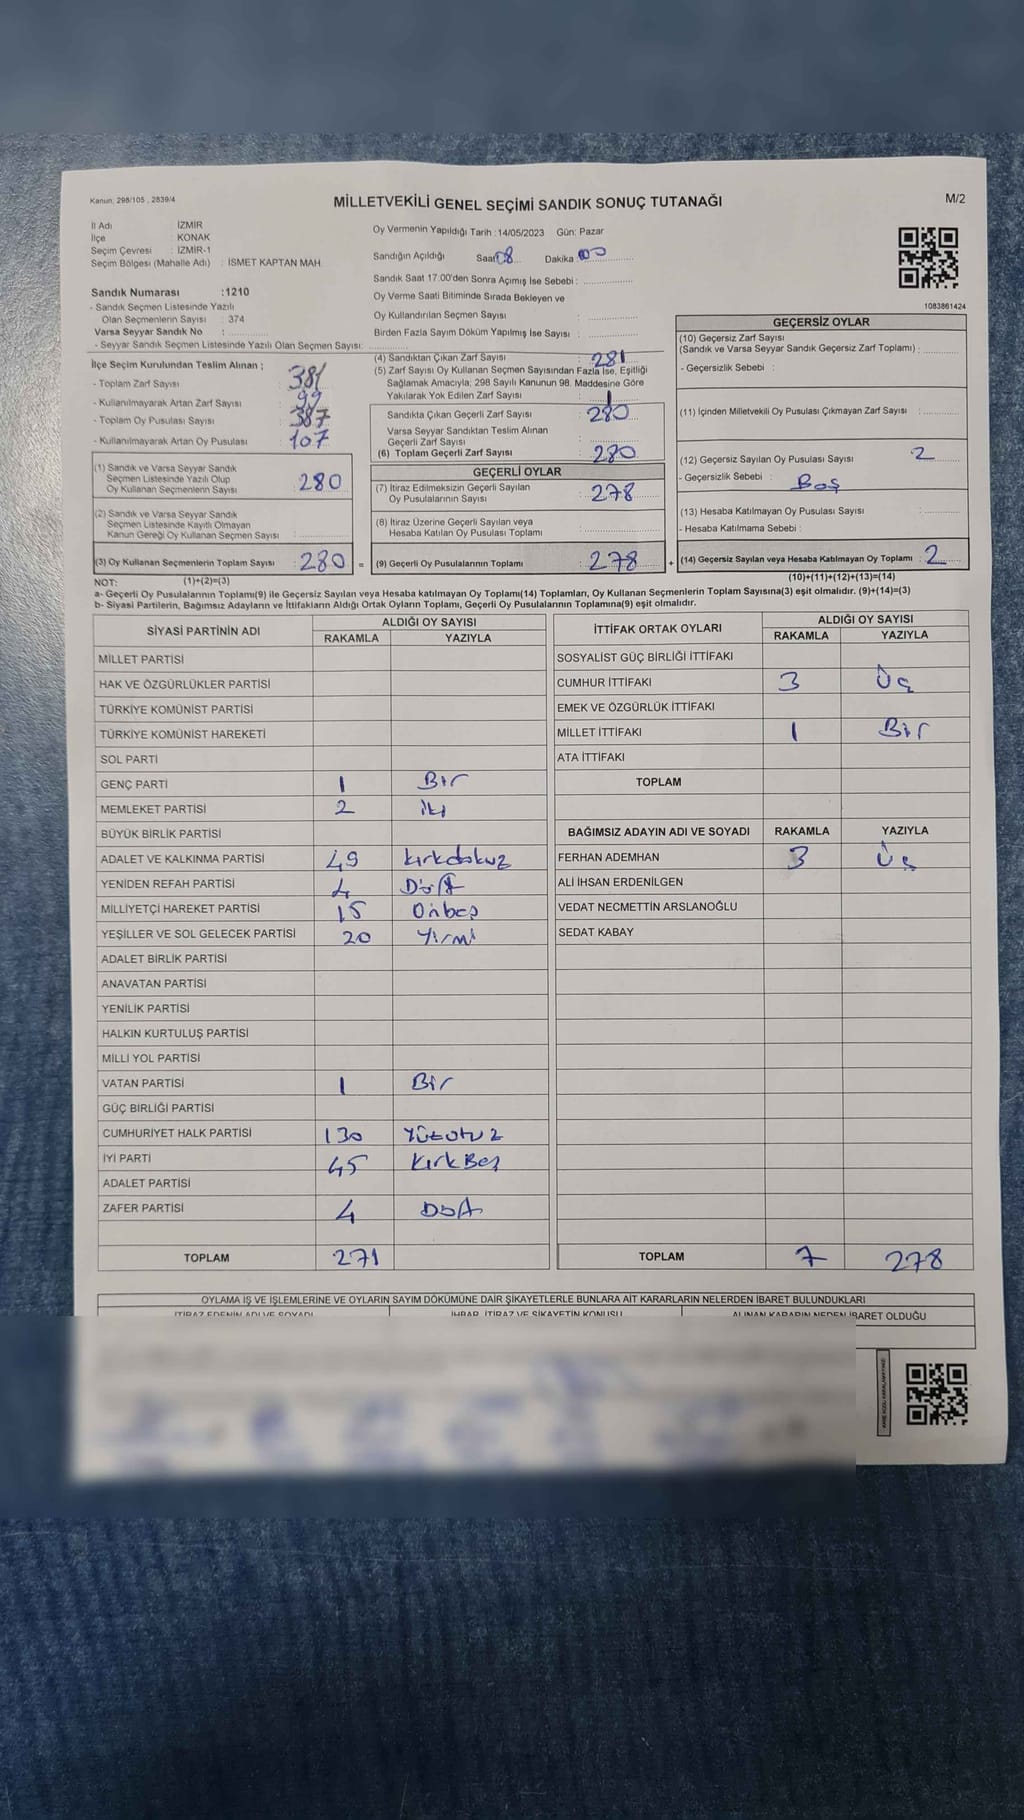 Kanun: 298/105 , 2839/4
MİLLETVEKİLİ GENEL SEÇİMİ SANDIK SONUÇ TUTANAĞI
M/2
İl Adı : İZMİR
İlçe : KONAK
Seçim Çevresi : İZMİR-1
Seçim Bölgesi (Mahalle Adı) : İSMET KAPTAN MAH.
Sandık Numarası :1210
- Sandık Seçmen Listesinde Yazılı
Olan Seçmenlerin Sayısı : 374
Varsa Seyyar Sandık No :
- Seyyar Sandık Seçmen Listesinde Yazılı Olan Seçmen Sayısı:
Oy Vermenin Yapıldığı Tarih :14/05/2023 Gün: Pazar
Sandığın Açıldığı Saat 08 Dakika 00
Sandık Saat 17:00'den Sonra Açımış İse Sebebi :
Oy Verme Saati Bitiminde Sırada Bekleyen ve
Oy Kullandırılan Seçmen Sayısı :
Birden Fazla Sayım Döküm Yapılmış İse Sayısı :
1083861424
İlçe Seçim Kurulundan Teslim Alınan ;
- Toplam Zarf Sayısı : 381
- Kullanılmayarak Artan Zarf Sayısı : 99
- Toplam Oy Pusulası Sayısı : 387
- Kullanılmayarak Artan Oy Pusulası : 107
(1) Sandık ve Varsa Seyyar Sandık
Seçmen Listesinde Yazılı Olup
Oy Kullanan Seçmenlerin Sayısı : 280
(2) Sandık ve Varsa Seyyar Sandık
Seçmen Listesinde Kayıtlı Olmayan
Kanun Gereği Oy Kullanan Seçmen Sayısı :
(3) Oy Kullanan Seçmenlerin Toplam Sayısı : 280 =
(4) Sandıktan Çıkan Zarf Sayısı : 281
(5) Zarf Sayısı Oy Kullanan Seçmen Sayısından Fazla İse, Eşitliği
Sağlamak Amacıyla; 298 Sayılı Kanunun 98. Maddesine Göre
Yakılarak Yok Edilen Zarf Sayısı : 1
Sandıkta Çıkan Geçerli Zarf Sayısı : 280
Varsa Seyyar Sandıktan Teslim Alınan
Geçerli Zarf Sayısı :
(6) Toplam Geçerli Zarf Sayısı : 280
GEÇERLİ OYLAR
(7) İtiraz Edilmeksizin Geçerli Sayılan
Oy Pusulalarının Sayısı : 278
(8) İtiraz Üzerine Geçerli Sayılan veya
Hesaba Katılan Oy Pusulası Toplamı :
(9) Geçerli Oy Pusulalarının Toplamı : 278 +
GEÇERSİZ OYLAR
(10) Geçersiz Zarf Sayısı
(Sandık ve Varsa Seyyar Sandık Geçersiz Zarf Toplamı) :
- Geçersizlik Sebebi :
(11) İçinden Milletvekili Oy Pusulası Çıkmayan Zarf Sayısı :
(12) Geçersiz Sayılan Oy Pusulası Sayısı : 2
- Geçersizlik Sebebi : Boş
(13) Hesaba Katılmayan Oy Pusulası Sayısı :
- Hesaba Katılmama Sebebi :
(14) Geçersiz Sayılan veya Hesaba Katılmayan Oy Toplamı : 2
NOT: (1)+(2)=(3) (10)+(11)+(12)+(13)=(14)
a- Geçerli Oy Pusulalarının Toplamı(9) ile Geçersiz Sayılan veya Hesaba katılmayan Oy Toplamı(14) Toplamları, Oy Kullanan Seçmenlerin Toplam Sayısına(3) eşit olmalıdır. (9)+(14)=(3)
b- Siyasi Partilerin, Bağımsız Adayların ve İttifakların Aldığı Ortak Oyların Toplamı, Geçerli Oy Pusulalarının Toplamına(9) eşit olmalıdır.
SİYASİ PARTİNİN ADI ALDIĞI OY SAYISI
RAKAMLA YAZIYLA
MİLLET PARTİSİ
HAK VE ÖZGÜRLÜKLER PARTİSİ
TÜRKİYE KOMÜNİST PARTİSİ
TÜRKİYE KOMÜNİST HAREKETİ
SOL PARTİ
GENÇ PARTİ 1 Bir
MEMLEKET PARTİSİ 2 iki
BÜYÜK BİRLİK PARTİSİ
ADALET VE KALKINMA PARTİSİ 49 kırkdokuz
YENİDEN REFAH PARTİSİ 4 Dört
MİLLİYETÇİ HAREKET PARTİSİ 15 Onbeş
YEŞİLLER VE SOL GELECEK PARTİSİ 20 Yirmi
ADALET BİRLİK PARTİSİ
ANAVATAN PARTİSİ
YENİLİK PARTİSİ
HALKIN KURTULUŞ PARTİSİ
MİLLİ YOL PARTİSİ
VATAN PARTİSİ 1 Bir
GÜÇ BİRLİĞİ PARTİSİ
CUMHURİYET HALK PARTİSİ 130 Yüzotuz
İYİ PARTİ 45 KırkBeş
ADALET PARTİSİ
ZAFER PARTİSİ 4 Dört
TOPLAM 271
İTTİFAK ORTAK OYLARI ALDIĞI OY SAYISI
RAKAMLA YAZIYLA
SOSYALİST GÜÇ BİRLİĞİ İTTİFAKI
CUMHUR İTTİFAKI 3 Üç
EMEK VE ÖZGÜRLÜK İTTİFAKI
MİLLET İTTİFAKI 1 Bir
ATA İTTİFAKI
TOPLAM
BAĞIMSIZ ADAYIN ADI VE SOYADI RAKAMLA YAZIYLA
FERHAN ADEMHAN 3 Üç
ALİ İHSAN ERDENİLGEN
VEDAT NECMETTİN ARSLANOĞLU
SEDAT KABAY
TOPLAM 7 278
OYLAMA İŞ VE İŞLEMLERİNE VE OYLARIN SAYIM DÖKÜMÜNE DAİR ŞİKAYETLERLE BUNLARA AİT KARARLARIN NELERDEN İBARET BULUNDUKLARI
İTİRAZ EDENİN ADI VE SOYADI İHBAR, İTİRAZ VE ŞİKAYETİN KONUSU ALINAN KARARIN NEDEN İBARET OLDUĞU